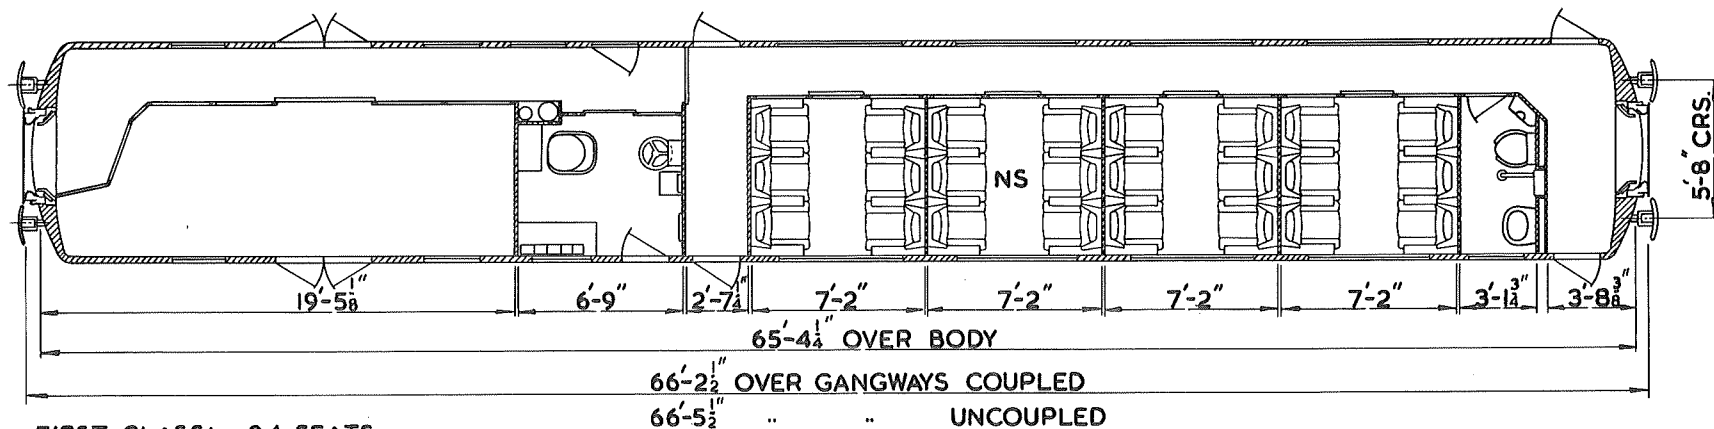 NS
5'-8" CRS.
19'-5⅛" 6'-9" 2'-7¼" 7'-2" 7'-2" 7'-2" 7'-2" 3'-1¾" 3'-8⅜"
65'-4¼" OVER BODY
66'-2½" OVER GANGWAYS COUPLED
66'-5½" " " UNCOUPLED